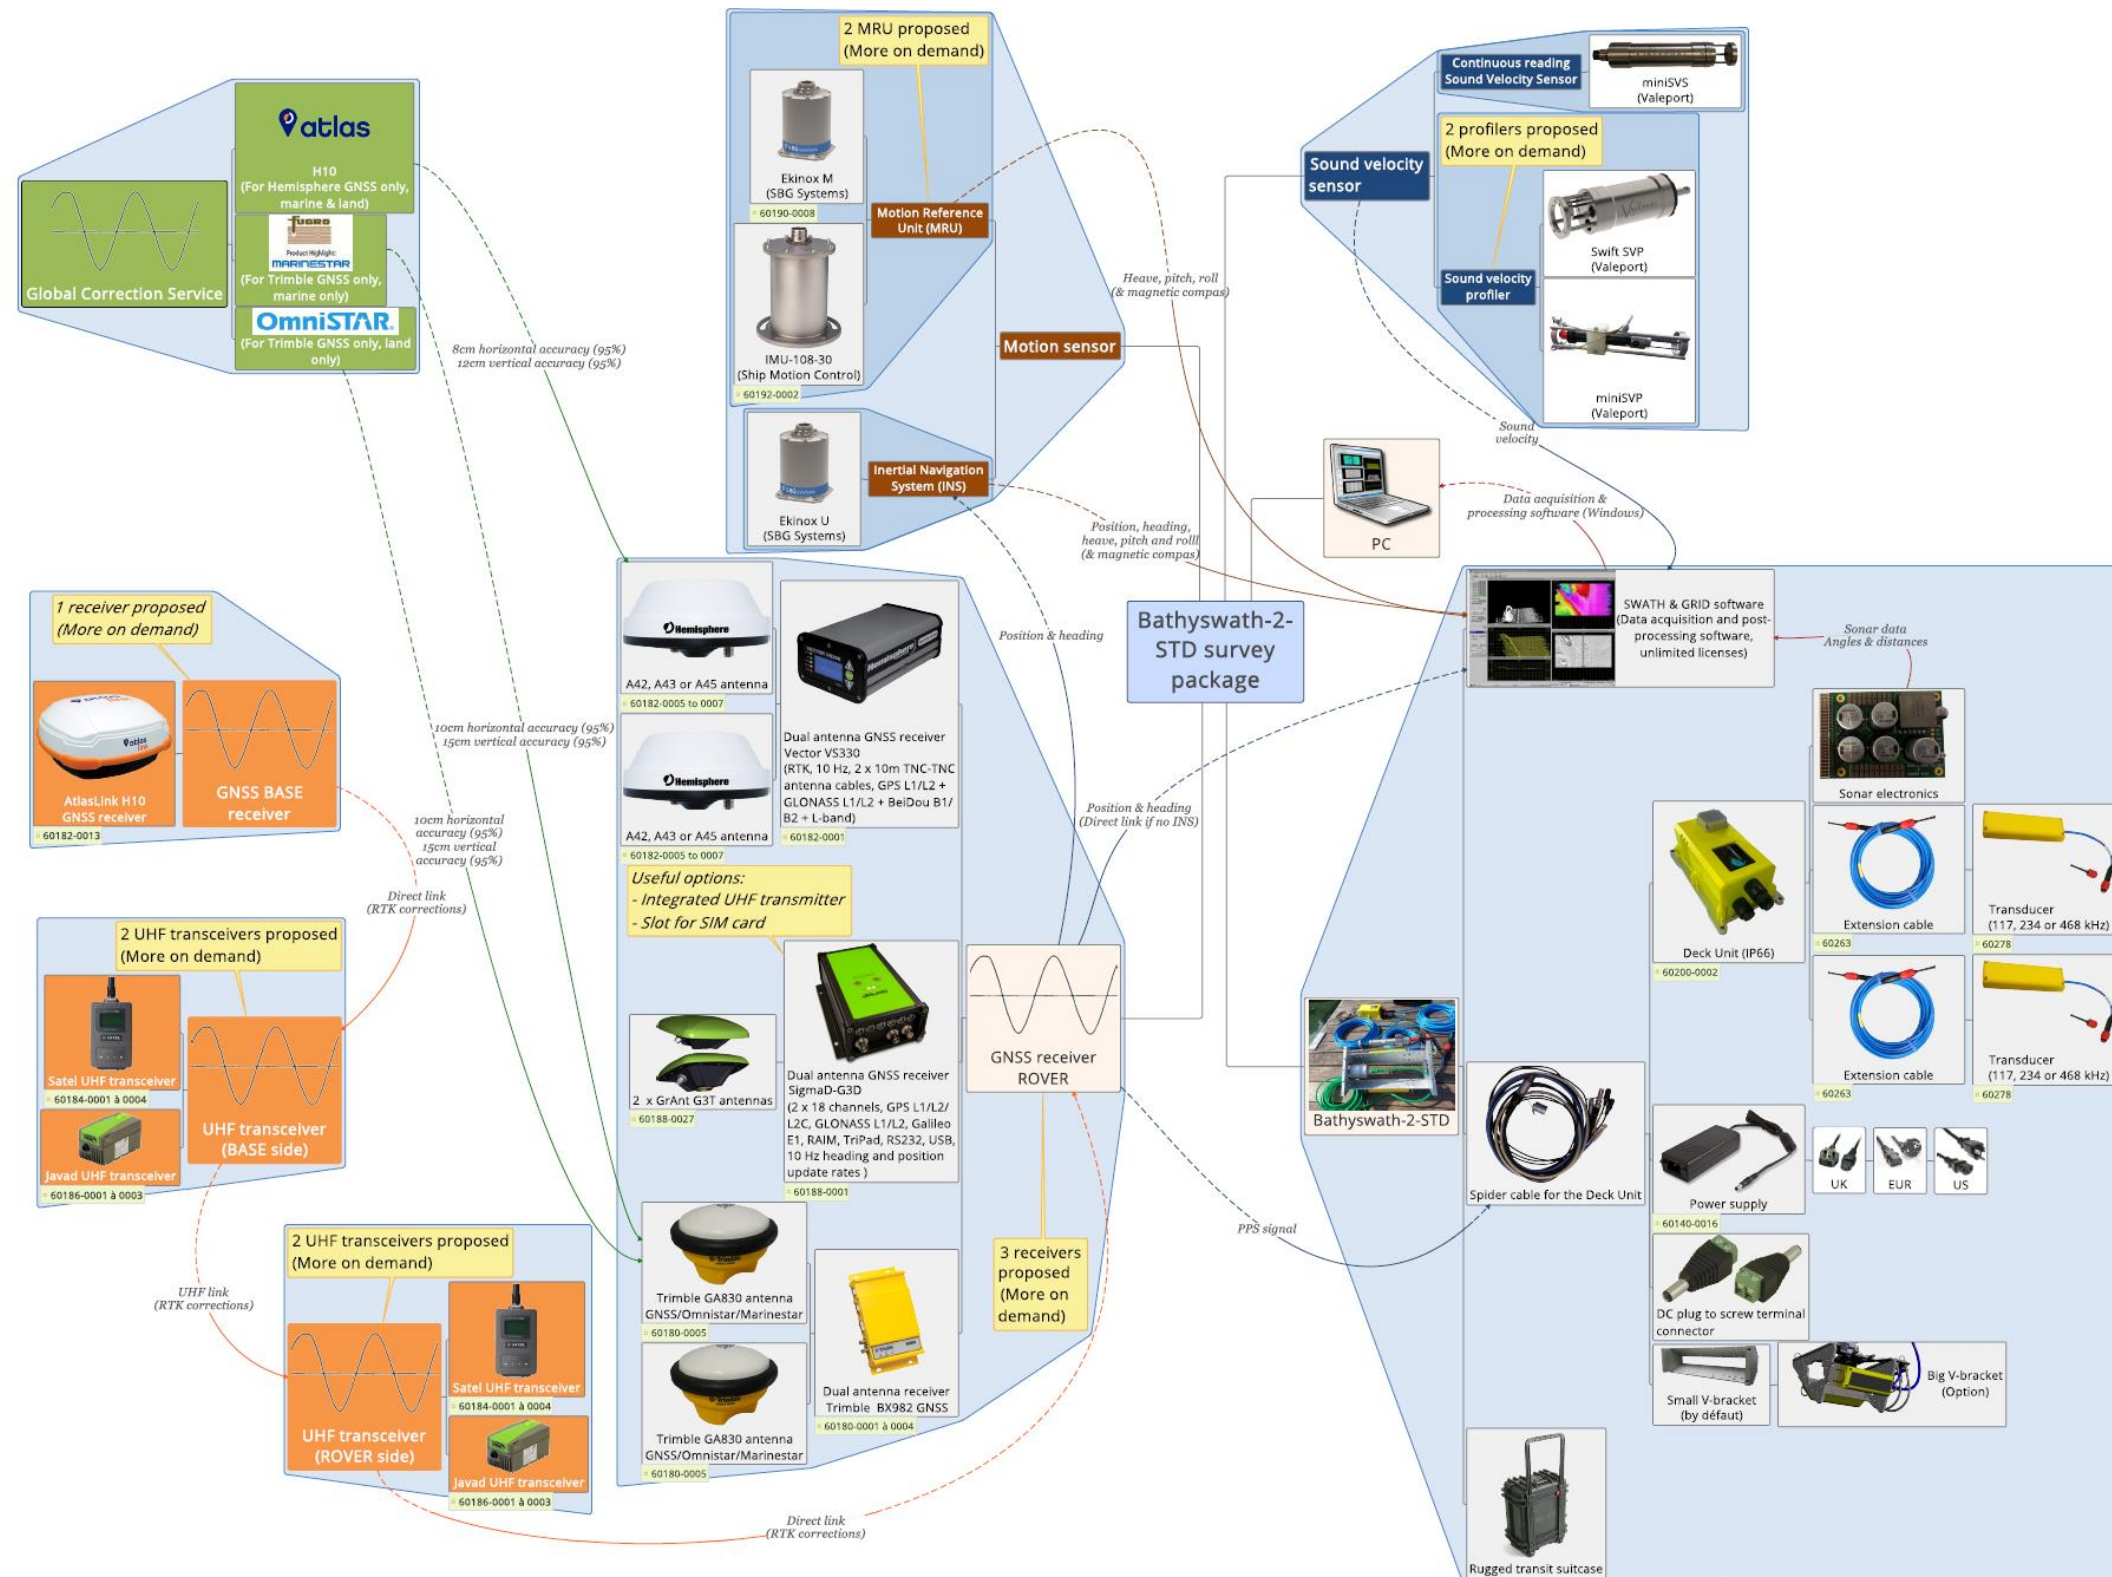 atlas
H10
(For Hemisphere GNSS only,
marine & land)
fugro
Product Highlight:
MARINESTAR
(For Trimble GNSS only,
marine only)
OmniSTAR.
(For Trimble GNSS only, land
only)
Global Correction Service
8cm horizontal accuracy (95%)
12cm vertical accuracy (95%)
10cm horizontal accuracy (95%)
15cm vertical accuracy (95%)
10cm horizontal
accuracy (95%)
15cm vertical
accuracy (95%)
2 MRU proposed
(More on demand)
Ekinox M
(SBG Systems)
60190-0008
Motion Reference
Unit (MRU)
IMU-108-30
(Ship Motion Control)
60192-0002
Motion sensor
Ekinox U
(SBG Systems)
Inertial Navigation
System (INS)
Heave, pitch, roll
(& magnetic compas)
Position, heading,
heave, pitch and rolll
(& magnetic compas)
Continuous reading
Sound Velocity Sensor
miniSVS
(Valeport)
2 profilers proposed
(More on demand)
Sound velocity
sensor
Swift SVP
(Valeport)
Sound velocity
profiler
miniSVP
(Valeport)
Sound
velocity
PC
Data acquisition &
processing software (Windows)
Bathyswath-2-
STD survey
package
SWATH & GRID software
(Data acquisition and post-
processing software,
unlimited licenses)
Sonar data
Angles & distances
1 receiver proposed
(More on demand)
AtlasLink H10
GNSS receiver
60182-0013
GNSS BASE
receiver
Direct link
(RTK corrections)
2 UHF transceivers proposed
(More on demand)
Satel UHF transceiver
60184-0001 à 0004
Javad UHF transceiver
60186-0001 à 0003
UHF transceiver
(BASE side)
UHF link
(RTK corrections)
2 UHF transceivers proposed
(More on demand)
Satel UHF transceiver
60184-0001 à 0004
Javad UHF transceiver
60186-0001 à 0003
UHF transceiver
(ROVER side)
Direct link
(RTK corrections)
Hemisphere
A42, A43 or A45 antenna
60182-0005 to 0007
Hemisphere
A42, A43 or A45 antenna
60182-0005 to 0007
Hemisphere
Dual antenna GNSS receiver
Vector VS330
(RTK, 10 Hz, 2 x 10m TNC-TNC
antenna cables, GPS L1/L2 +
GLONASS L1/L2 + BeiDou B1/
B2 + L-band)
60182-0001
Useful options:
- Integrated UHF transmitter
- Slot for SIM card
2 x GrAnt G3T antennas
60188-0027
Dual antenna GNSS receiver
SigmaD-G3D
(2 x 18 channels, GPS L1/L2/
L2C, GLONASS L1/L2, Galileo
E1, RAIM, TriPad, RS232, USB,
10 Hz heading and position
update rates )
60188-0001
Trimble GA830 antenna
GNSS/Omnistar/Marinestar
60180-0005
Trimble GA830 antenna
GNSS/Omnistar/Marinestar
60180-0005
Dual antenna receiver
Trimble BX982 GNSS
60180-0001 à 0004
GNSS receiver
ROVER
3 receivers
proposed
(More on
demand)
Position & heading
Position & heading
(Direct link if no INS)
PPS signal
Bathyswath-2-STD
Spider cable for the Deck Unit
Rugged transit suitcase
Deck Unit (IP66)
60200-0002
Sonar electronics
Extension cable
60263
Transducer
(117, 234 or 468 kHz)
60278
Extension cable
60263
Transducer
(117, 234 or 468 kHz)
60278
Power supply
60140-0016
UK
EUR
US
DC plug to screw terminal
connector
Small V-bracket
(by défaut)
Big V-bracket
(Option)